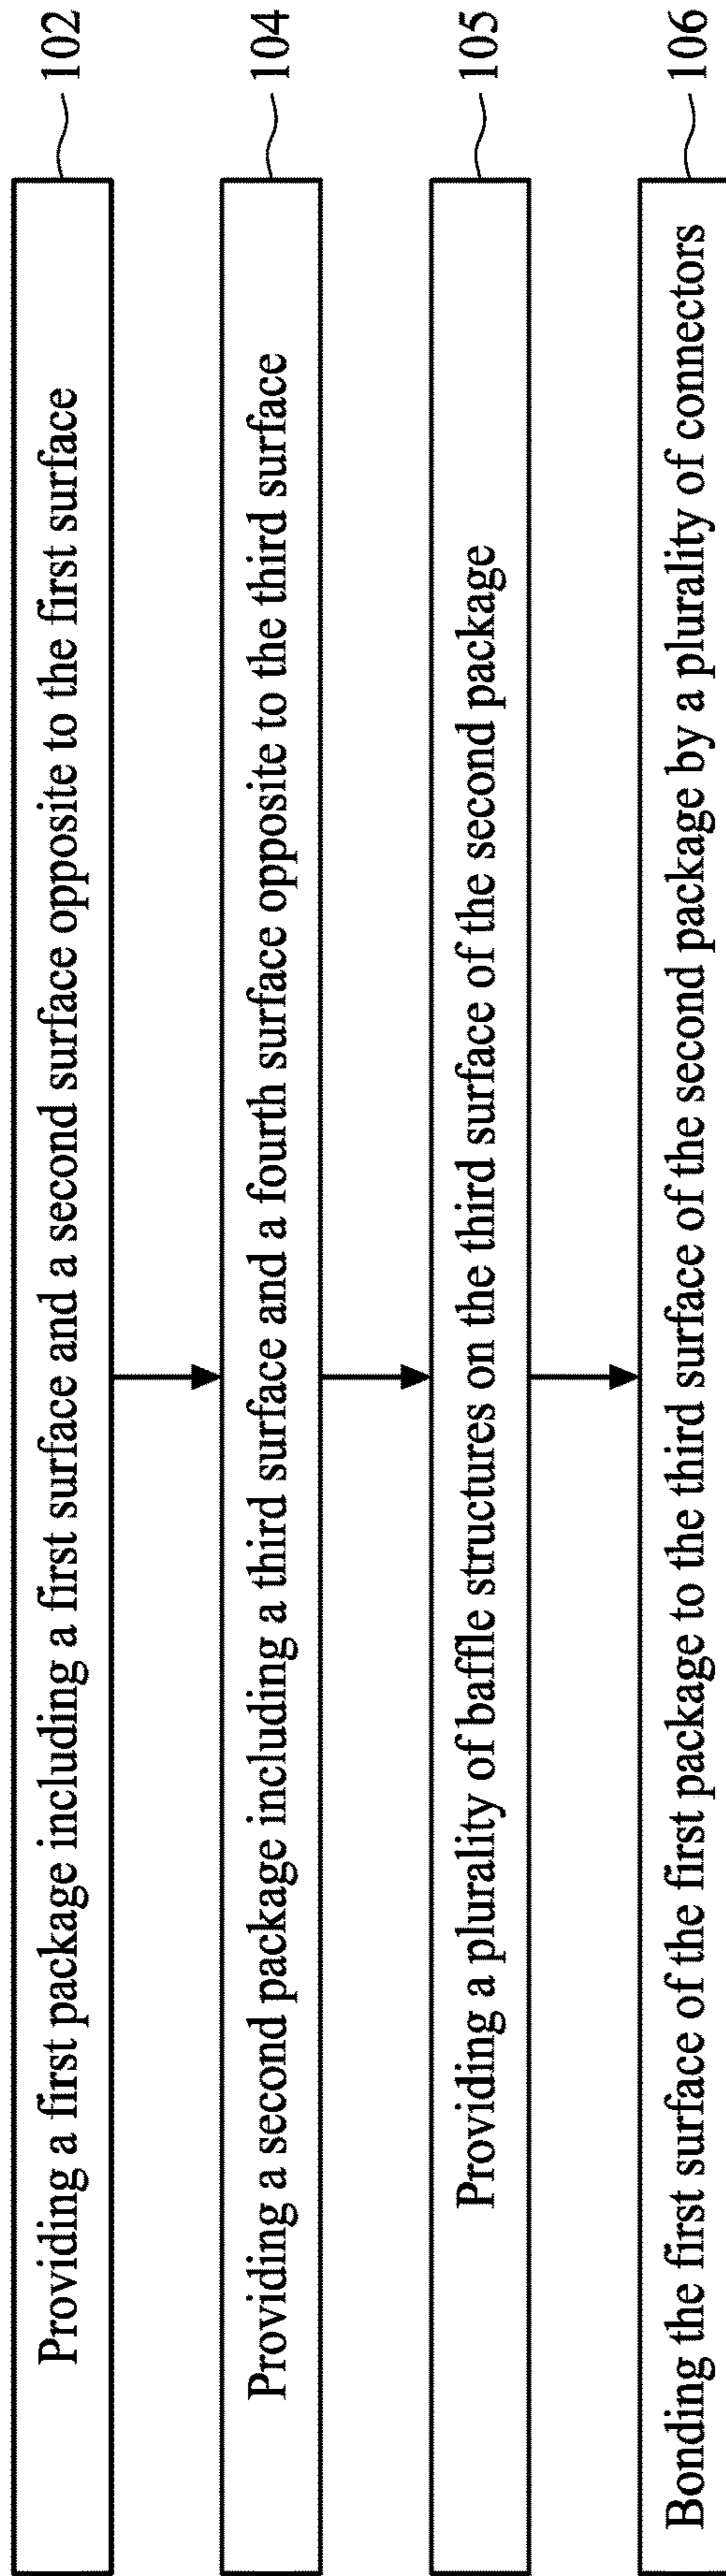 Providing a first package including a first surface and a second surface opposite to the first surface
102
Providing a second package including a third surface and a fourth surface opposite to the third surface
104
Providing a plurality of baffle structures on the third surface of the second package
105
Bonding the first surface of the first package to the third surface of the second package by a plurality of connectors
106